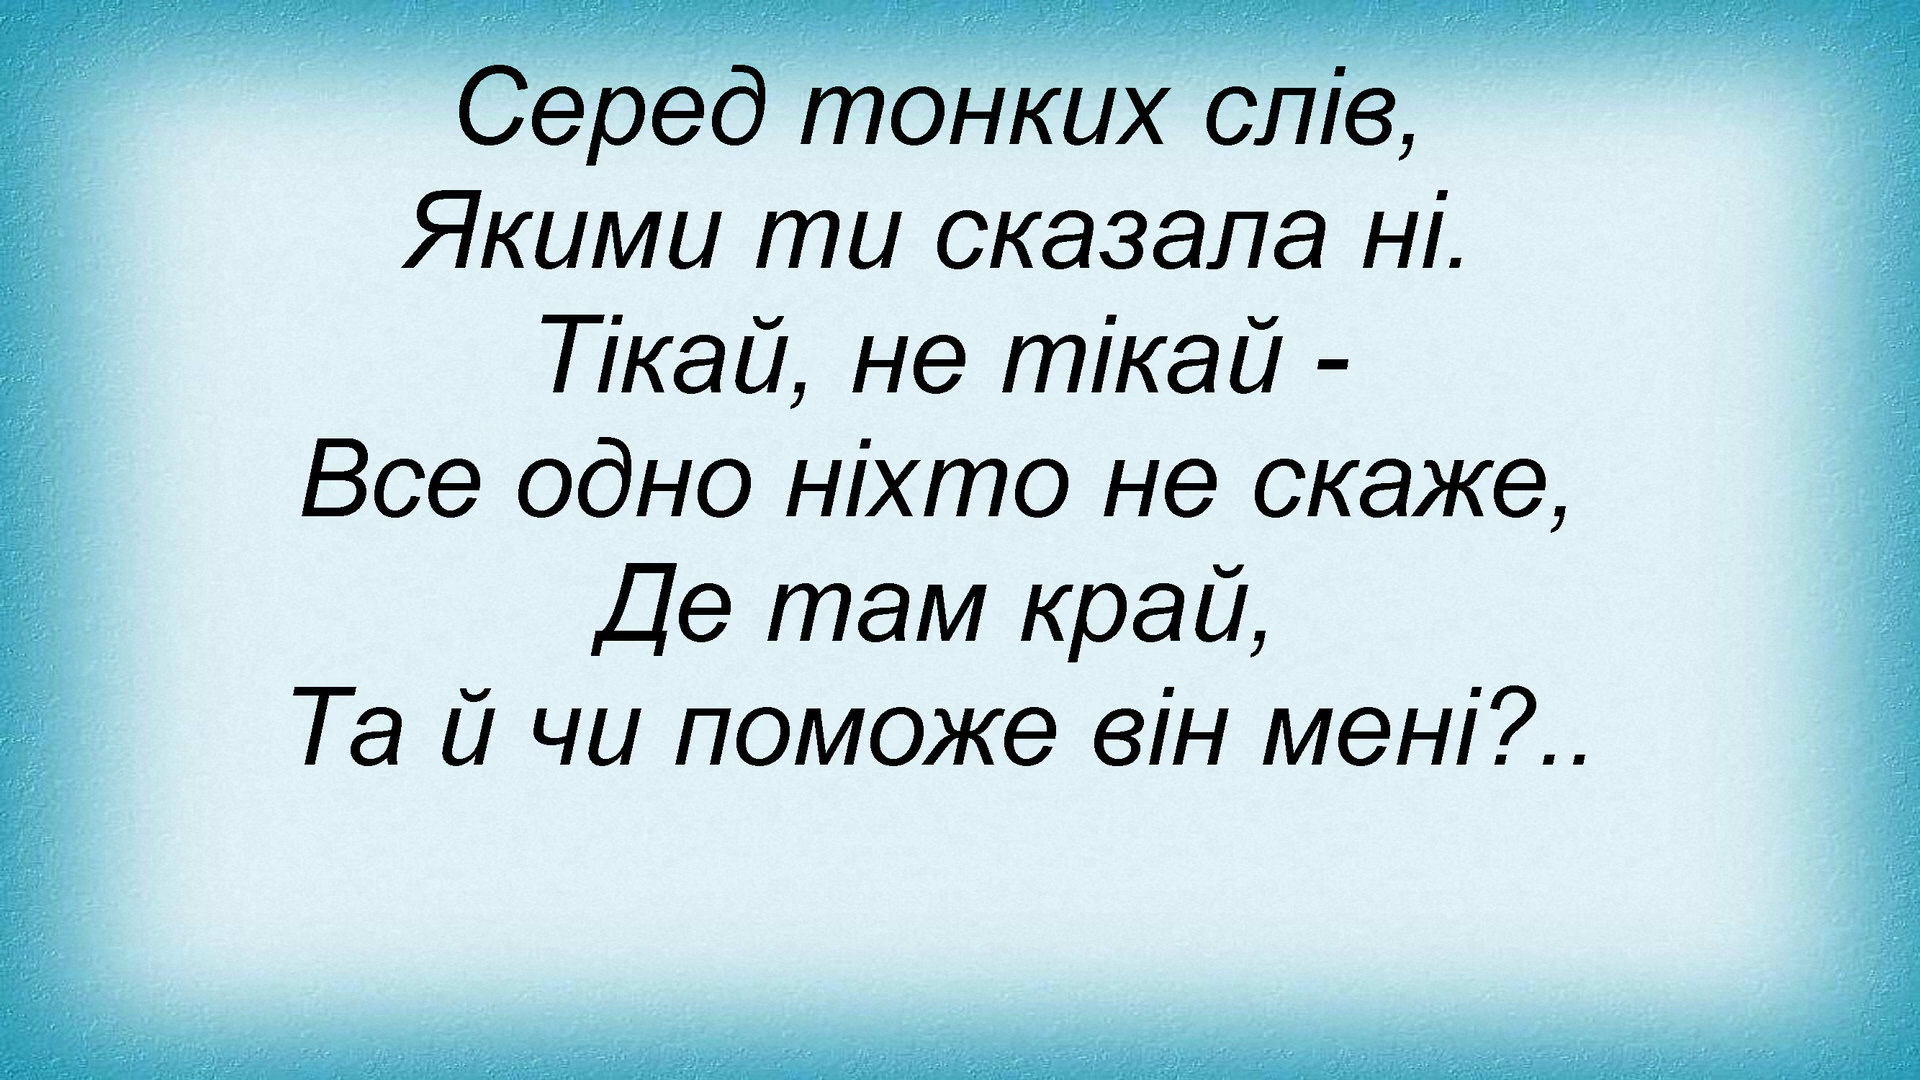 Серед тонких слів,
Якими ти сказала ні.
Тікай, не тікай -
Все одно ніхто не скаже,
Де там край,
Та й чи поможе він мені?..